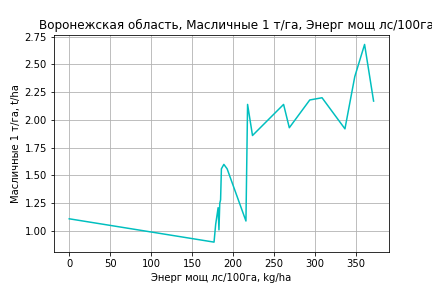 Воронежская область, Масличные 1 т/га, Энерг мощ лс/100га
2.75
2.50
2.25
2.00
1.75
1.50
1.25
1.00
Масличные 1 т/га, t/ha
0 50 100 150 200 250 300 350
Энерг мощ лс/100га, kg/ha